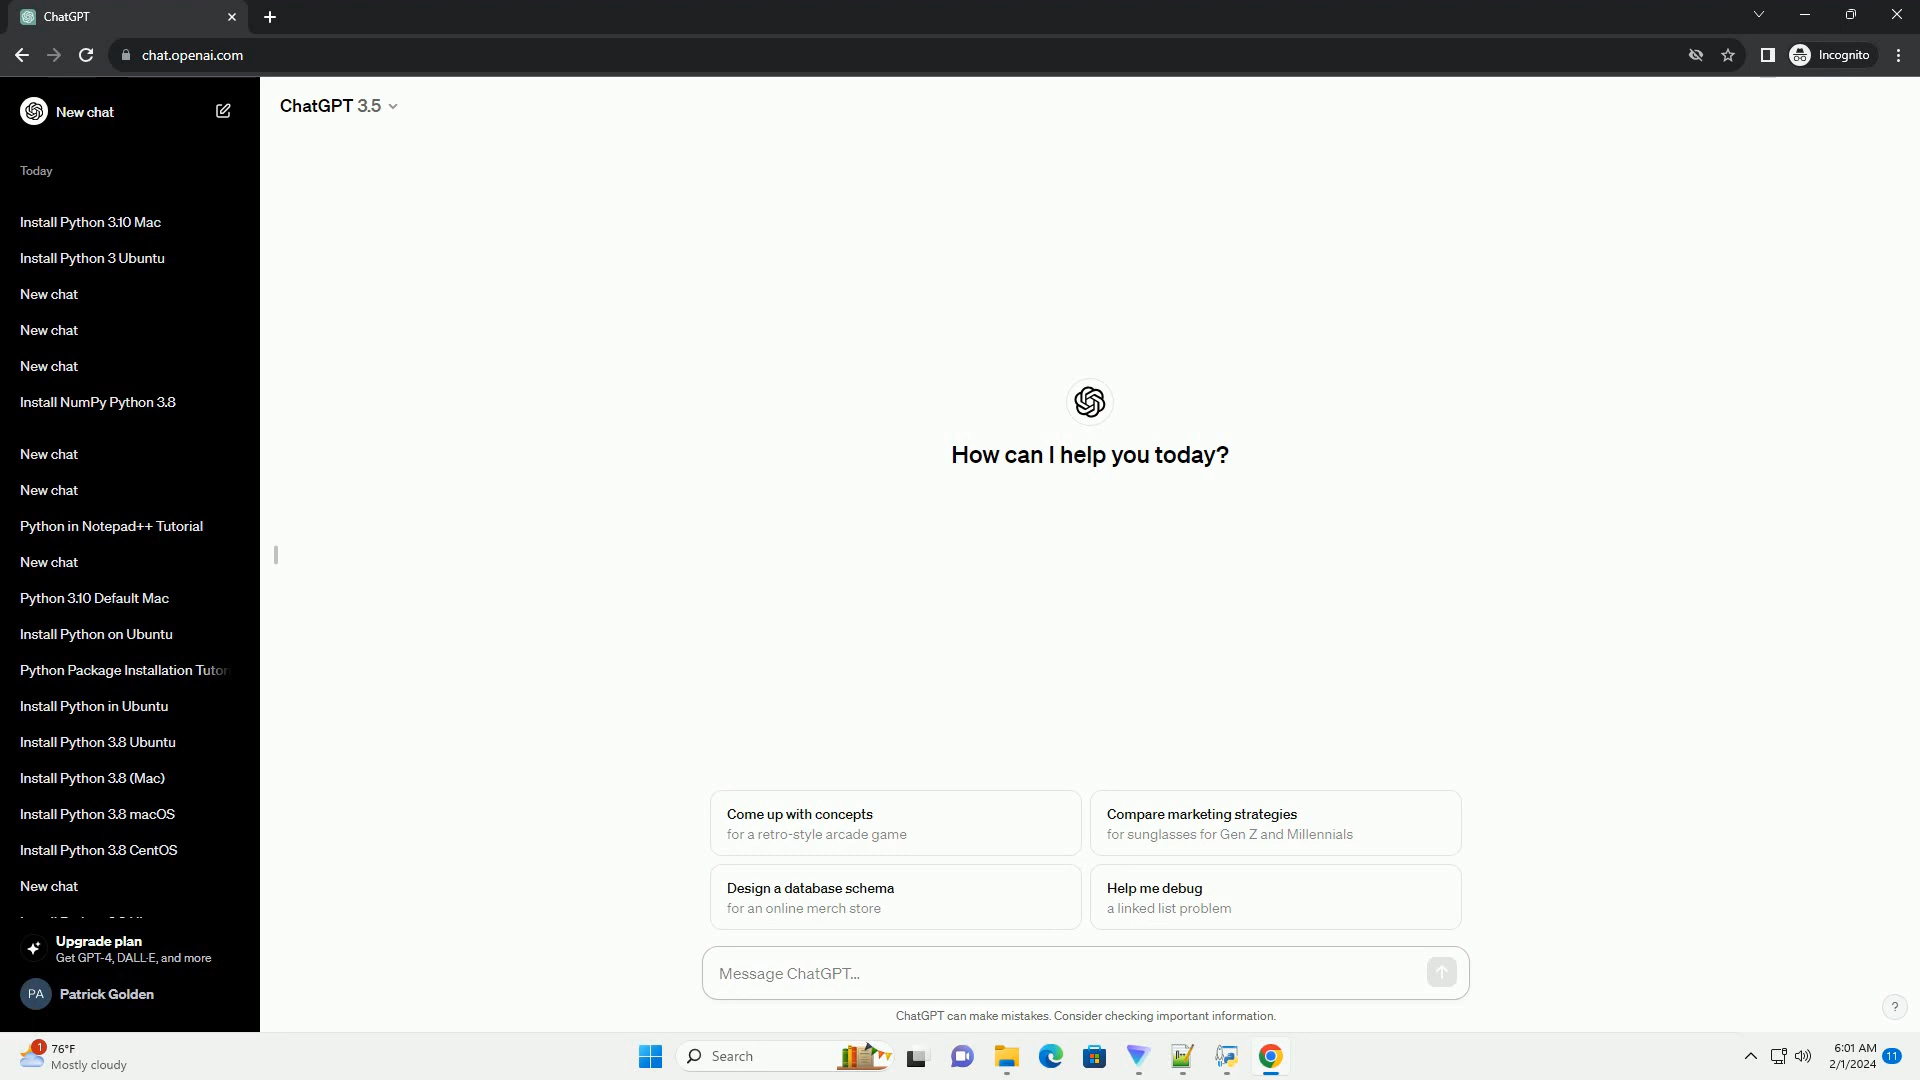 ChatGPT
chat.openai.com
Incognito
New chat
ChatGPT 3.5
Today
Install Python 3.10 Mac
Install Python 3 Ubuntu
New chat
New chat
New chat
Install NumPy Python 3.8
New chat
New chat
Python in Notepad++ Tutorial
New chat
Python 3.10 Default Mac
Install Python on Ubuntu
Python Package Installation Tutor
Install Python in Ubuntu
Install Python 3.8 Ubuntu
Install Python 3.8 (Mac)
Install Python 3.8 macOS
Install Python 3.8 CentOS
New chat
Upgrade plan
Get GPT-4, DALL·E, and more
PA
Patrick Golden
How can I help you today?
Come up with concepts
for a retro-style arcade game
Compare marketing strategies
for sunglasses for Gen Z and Millennials
Design a database schema
for an online merch store
Help me debug
a linked list problem
Message ChatGPT...
ChatGPT can make mistakes. Consider checking important information.
?
1
76°F
Mostly cloudy
Search
6:01 AM
2/1/2024
11